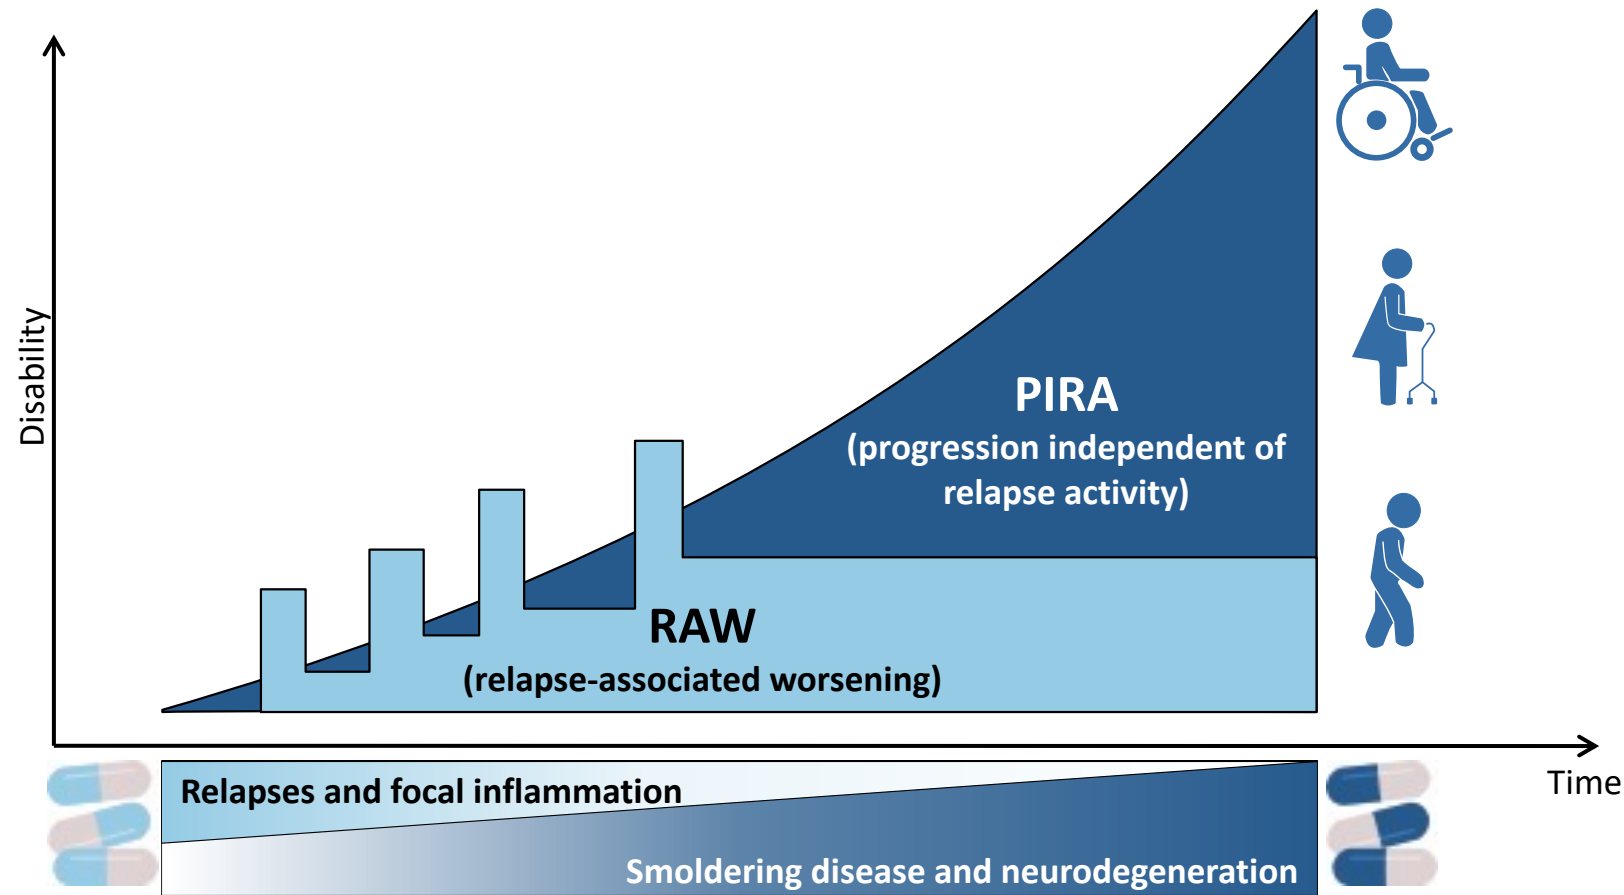 Disability
PIRA
(progression independent of
relapse activity)
RAW
(relapse-associated worsening)
Time
Relapses and focal inflammation
Smoldering disease and neurodegeneration